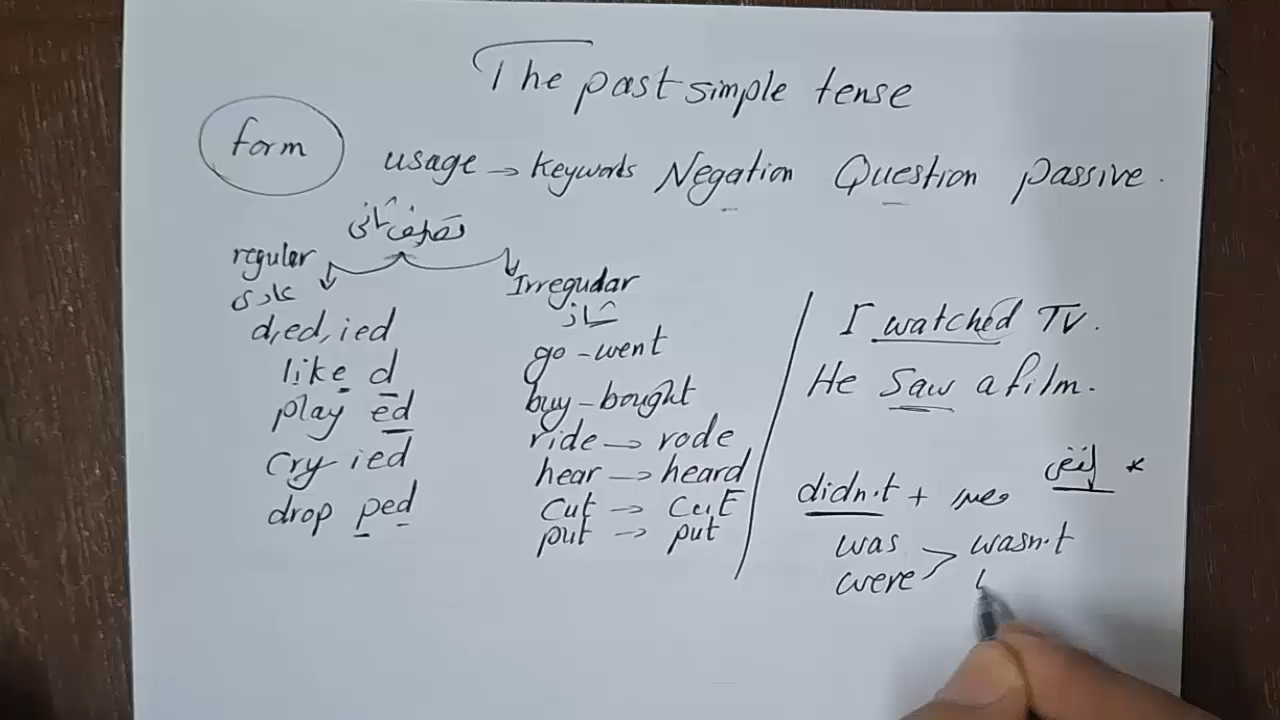 The past simple tense
form
usage → Keywords Negation Question passive.
تصريف ثاني
regular
عادى
d, ed, ied
like d
play ed
cry ied
drop ped
Irregular
شاذ
go - went
buy - bought
ride → rode
hear → heard
cut → cut
put → put
I watched TV.
He saw a film.
* النفى
didn't + مصدر
was
were
wasn't